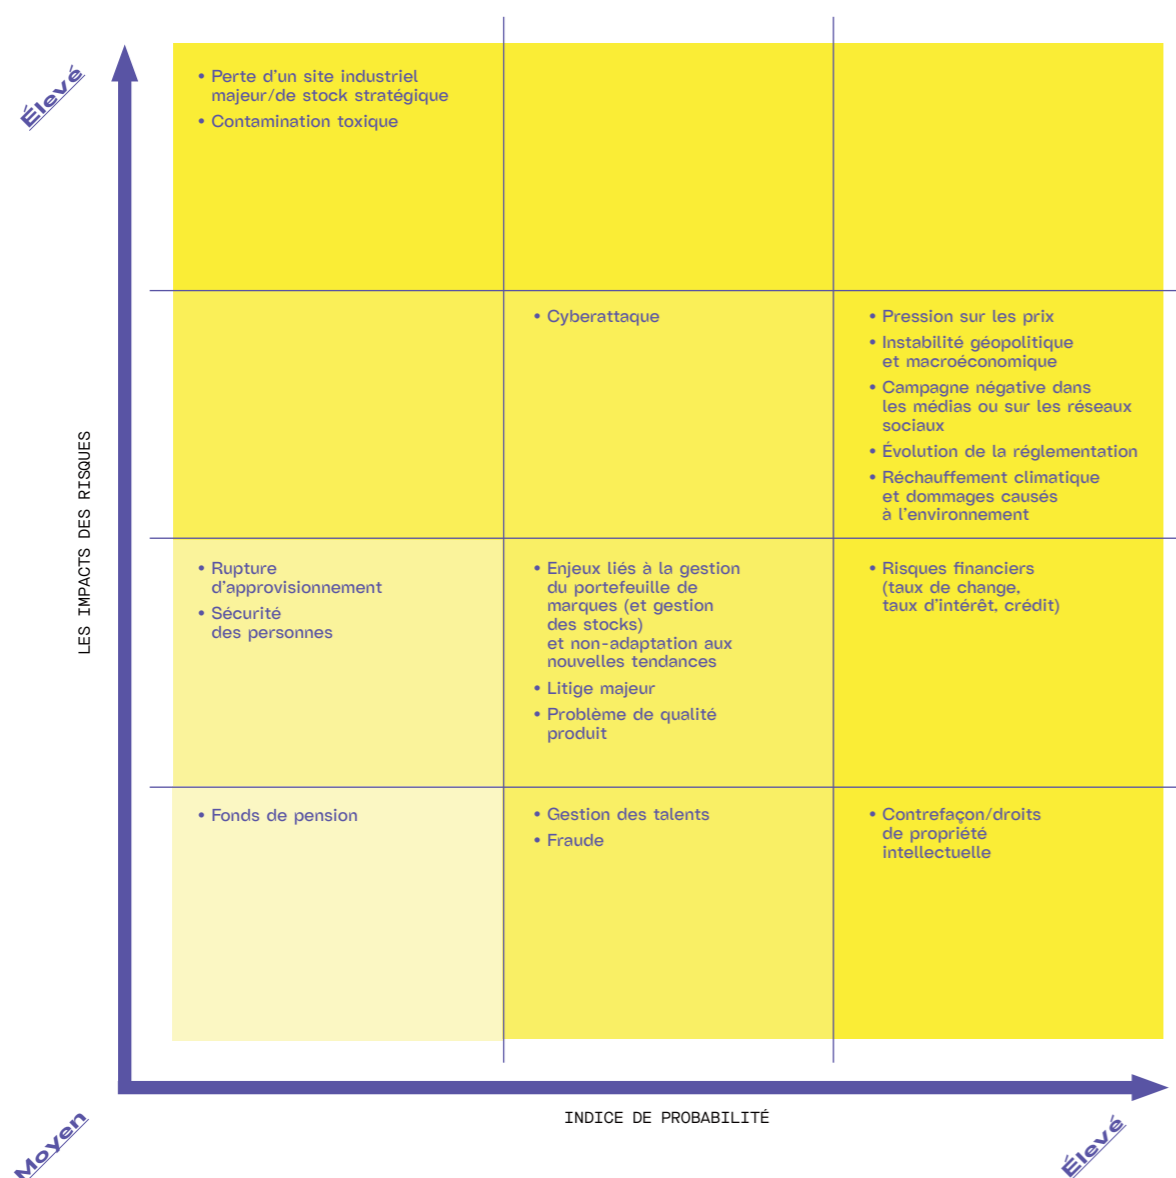 Élevé
• Perte d'un site industriel
majeur/de stock stratégique
• Contamination toxique
• Cyberattaque
• Pression sur les prix
• Instabilité géopolitique
et macroéconomique
• Campagne négative dans
les médias ou sur les réseaux
sociaux
• Évolution de la réglementation
• Réchauffement climatique
et dommages causés
à l'environnement
LES IMPACTS DES RISQUES
• Rupture
d'approvisionnement
• Sécurité
des personnes
• Enjeux liés à la gestion
du portefeuille de
marques (et gestion
des stocks)
et non-adaptation aux
nouvelles tendances
• Litige majeur
• Problème de qualité
produit
• Risques financiers
(taux de change,
taux d'intérêt, crédit)
• Fonds de pension
• Gestion des talents
• Fraude
• Contrefaçon/droits
de propriété
intellectuelle
INDICE DE PROBABILITÉ
Moyen
Élevé